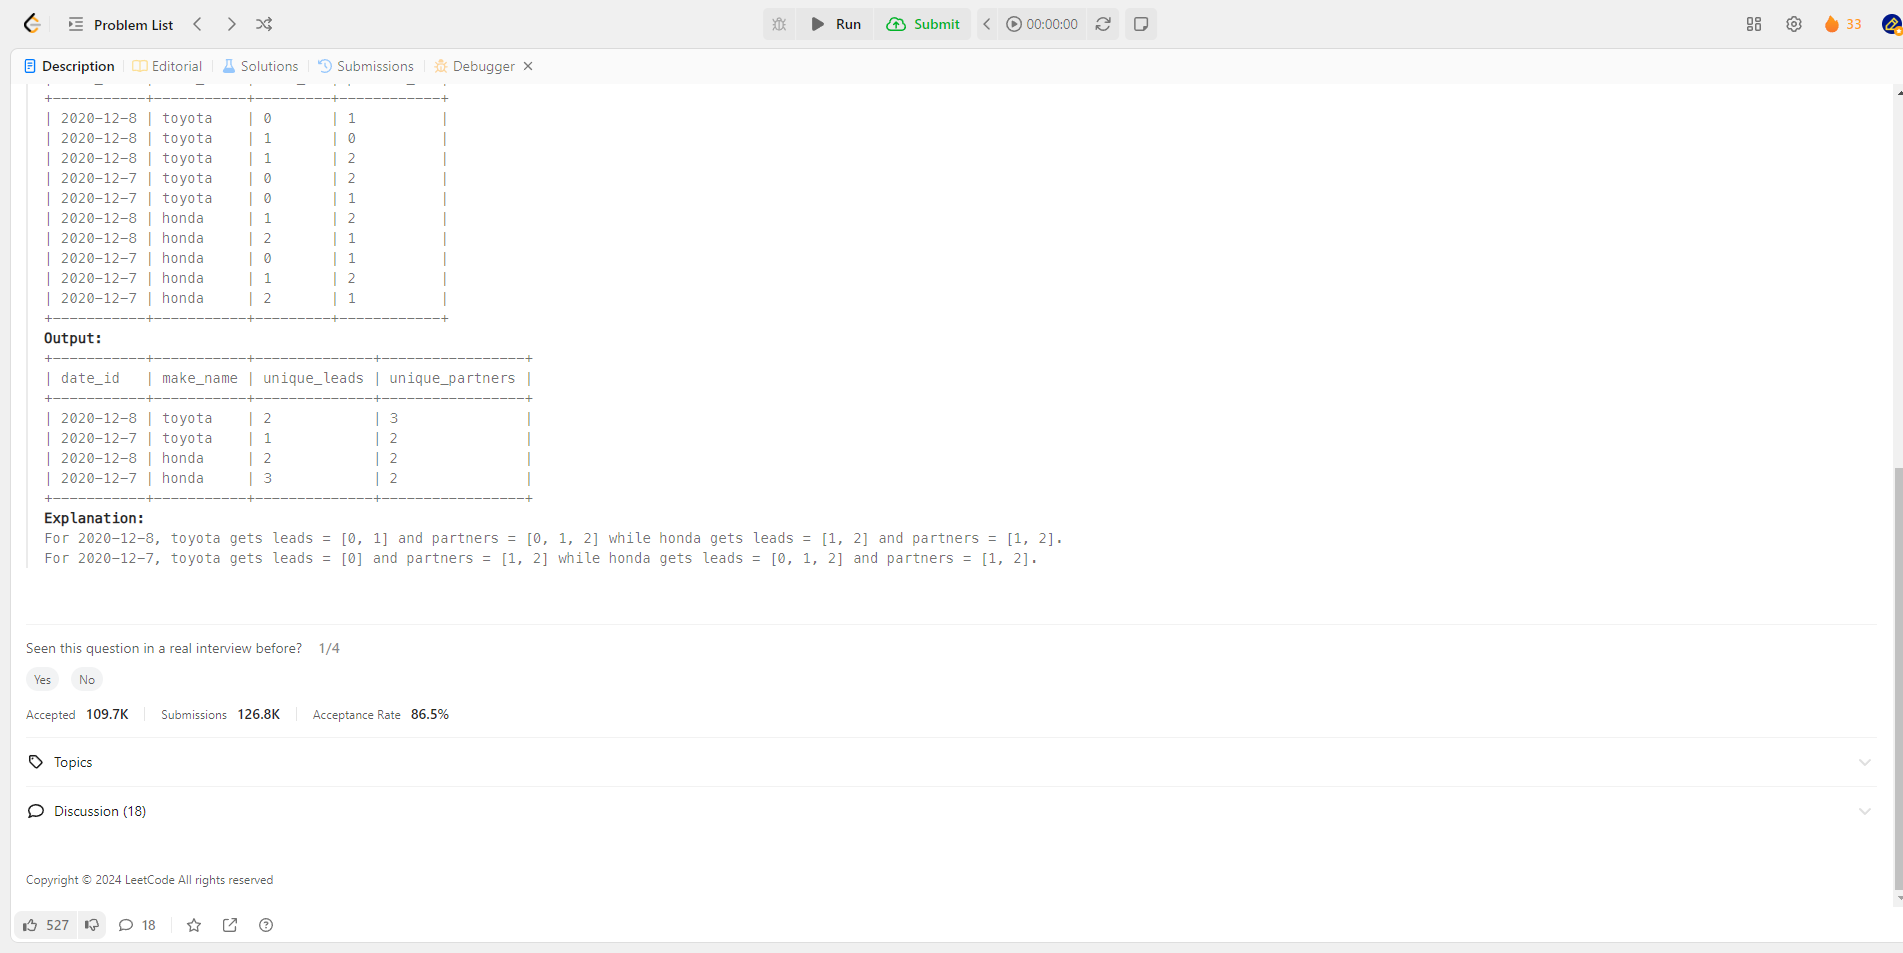 Problem List
Run
Submit
00:00:00
33
Description
Editorial
Solutions
Submissions
Debugger
+-----------+-----------+---------+------------+
| 2020-12-8 | toyota    | 0       | 1          |
| 2020-12-8 | toyota    | 1       | 0          |
| 2020-12-8 | toyota    | 1       | 2          |
| 2020-12-7 | toyota    | 0       | 2          |
| 2020-12-7 | toyota    | 0       | 1          |
| 2020-12-8 | honda     | 1       | 2          |
| 2020-12-8 | honda     | 2       | 1          |
| 2020-12-7 | honda     | 0       | 1          |
| 2020-12-7 | honda     | 1       | 2          |
| 2020-12-7 | honda     | 2       | 1          |
+-----------+-----------+---------+------------+
Output:
+-----------+-----------+--------------+-----------------+
| date_id   | make_name | unique_leads | unique_partners |
+-----------+-----------+--------------+-----------------+
| 2020-12-8 | toyota    | 2            | 3               |
| 2020-12-7 | toyota    | 1            | 2               |
| 2020-12-8 | honda     | 2            | 2               |
| 2020-12-7 | honda     | 3            | 2               |
+-----------+-----------+--------------+-----------------+
Explanation:
For 2020-12-8, toyota gets leads = [0, 1] and partners = [0, 1, 2] while honda gets leads = [1, 2] and partners = [1, 2].
For 2020-12-7, toyota gets leads = [0] and partners = [1, 2] while honda gets leads = [0, 1, 2] and partners = [1, 2].
Seen this question in a real interview before? 1/4
Yes No
Accepted 109.7K Submissions 126.8K Acceptance Rate 86.5%
Topics
Discussion (18)
Copyright © 2024 LeetCode All rights reserved
527 18